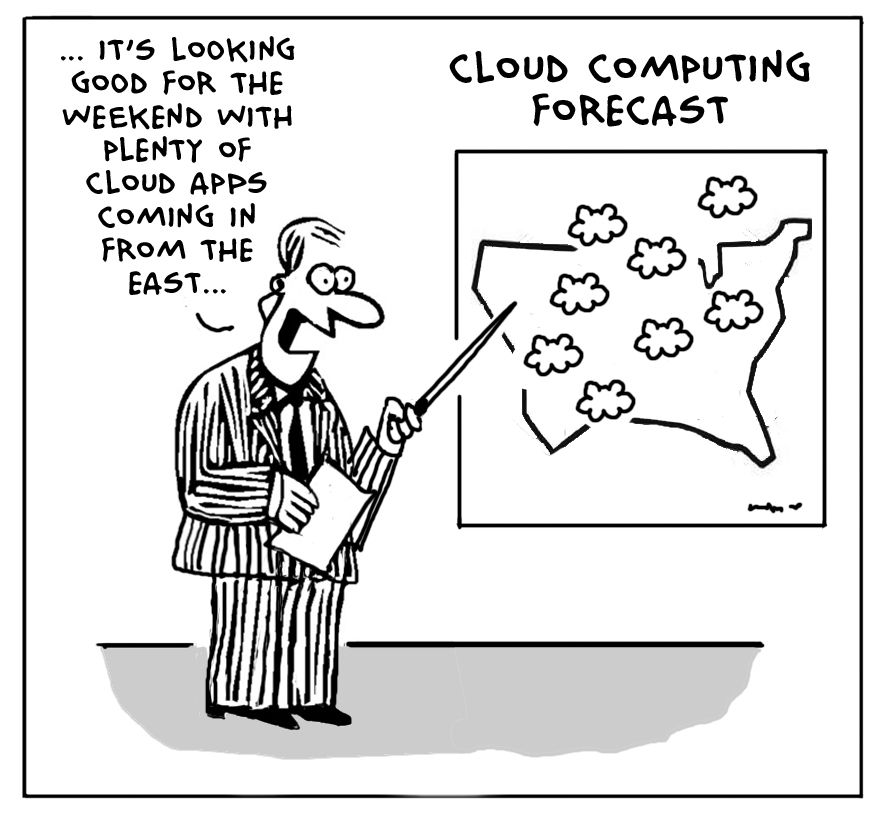 ... IT'S LOOKING
GOOD FOR THE
WEEKEND WITH
PLENTY OF
CLOUD APPS
COMING IN
FROM THE
EAST...
CLOUD COMPUTING
FORECAST